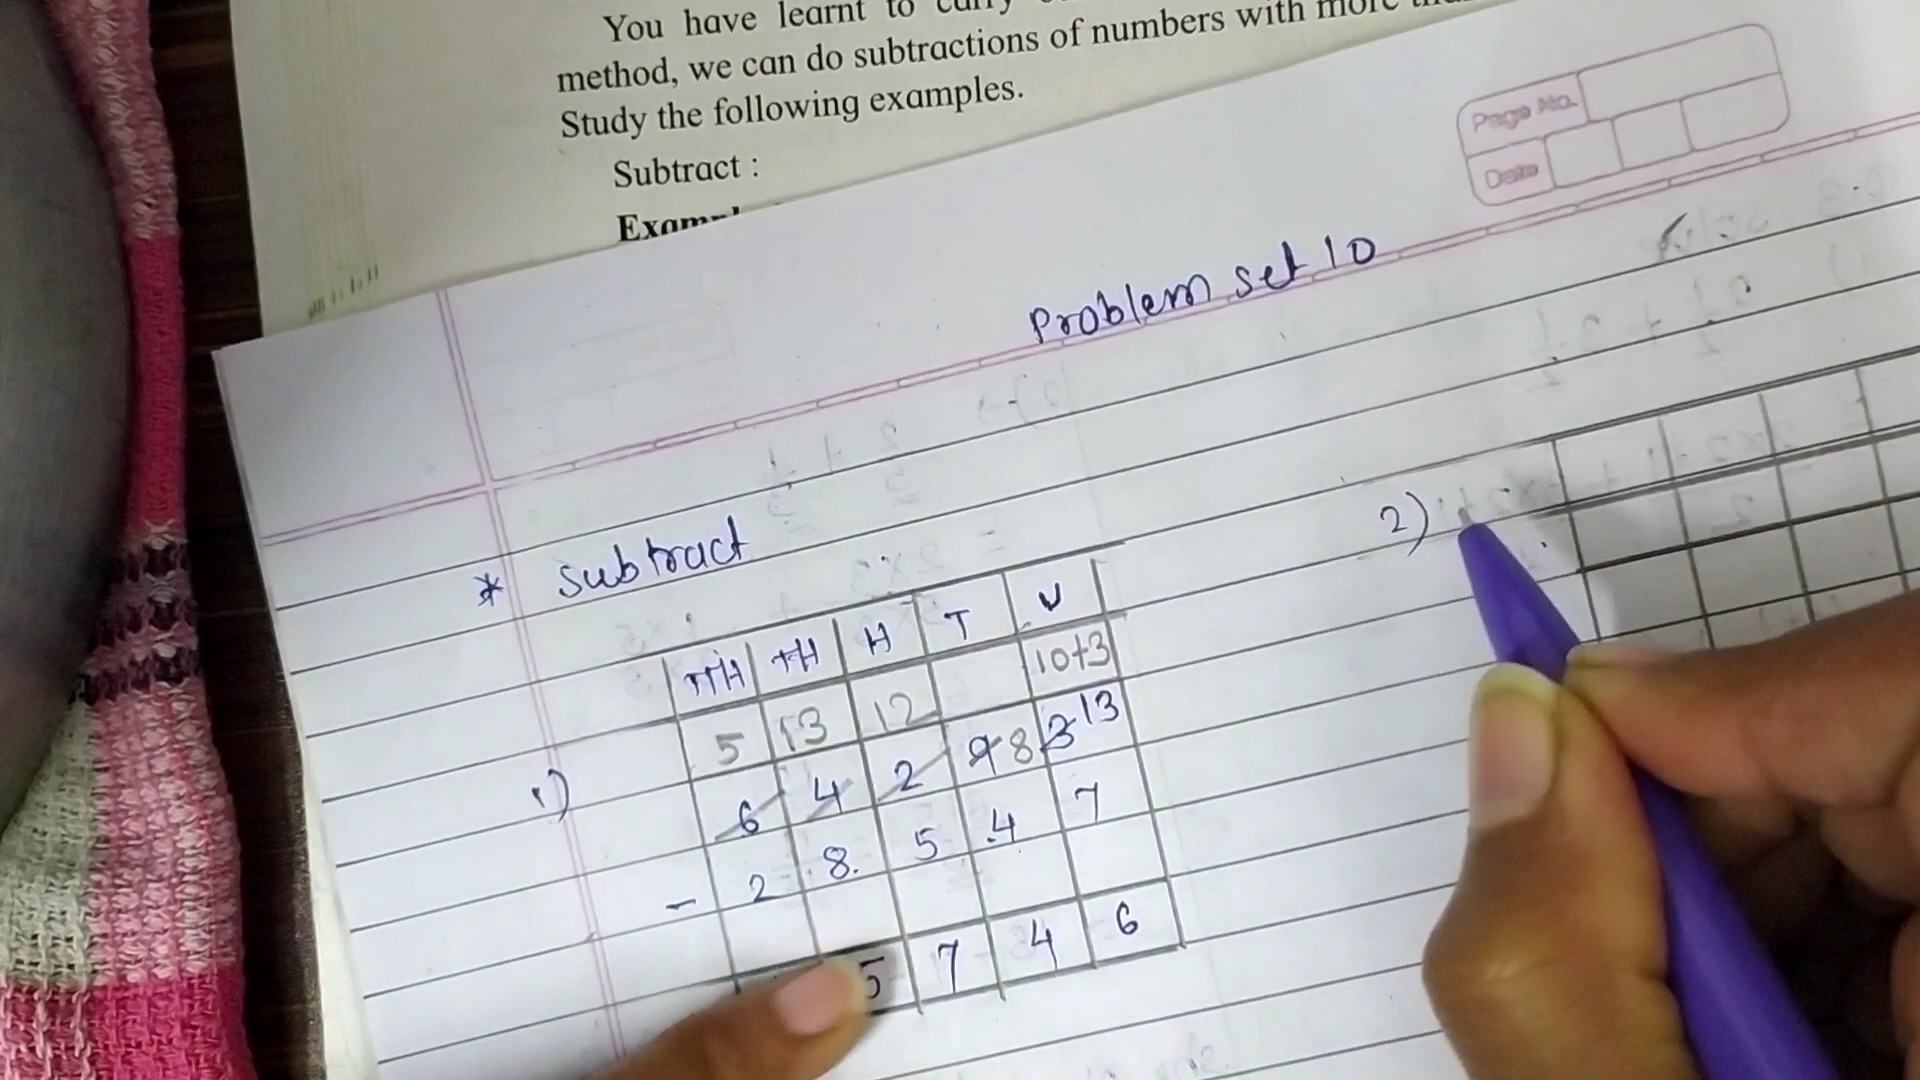 You have learnt to carry
method, we can do subtractions of numbers with more
Study the following examples.
Subtract :
Page No.
Date
Problem set 10
* Subtract
2)
TTH TH H T U
5 13 12 10+3
1) 6 4 2 9 8 3 13
- 2 8. 5 4 7
5 7 4 6